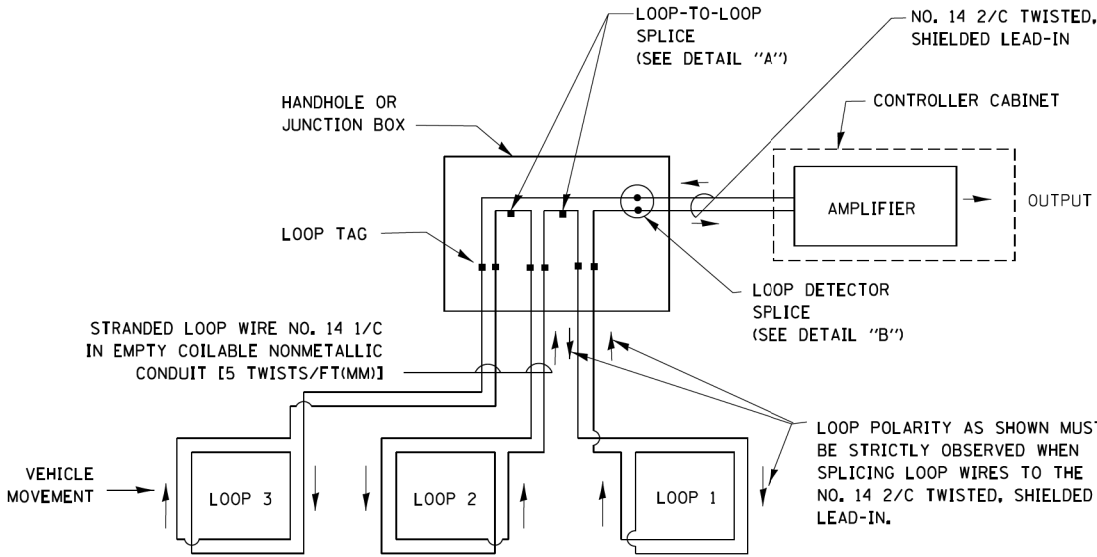 LOOP-TO-LOOP
SPLICE
(SEE DETAIL "A")
NO. 14 2/C TWISTED,
SHIELDED LEAD-IN
HANDHOLE OR
JUNCTION BOX
CONTROLLER CABINET
AMPLIFIER
OUTPUT
LOOP TAG
LOOP DETECTOR
SPLICE
(SEE DETAIL "B")
STRANDED LOOP WIRE NO. 14 1/C
IN EMPTY COILABLE NONMETALLIC
CONDUIT [5 TWISTS/FT(MM)]
LOOP POLARITY AS SHOWN MUST
BE STRICTLY OBSERVED WHEN
SPLICING LOOP WIRES TO THE
NO. 14 2/C TWISTED, SHIELDED
LEAD-IN.
VEHICLE
MOVEMENT
LOOP 3
LOOP 2
LOOP 1